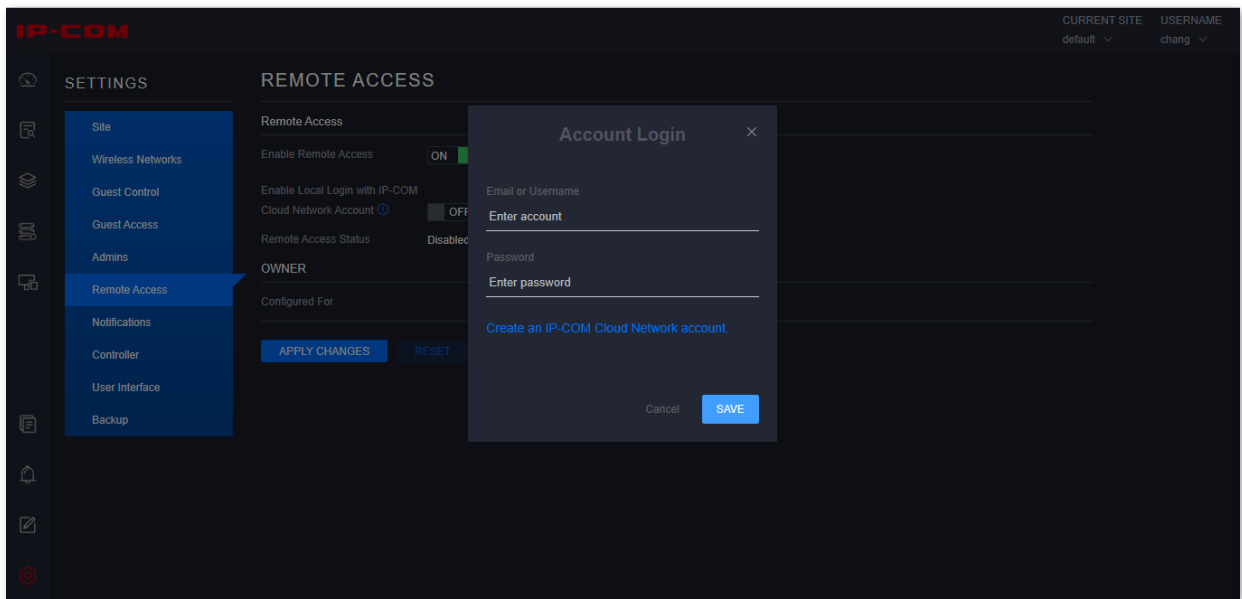 IP-COM
CURRENT SITE
default
USERNAME
chang
SETTINGS
Site
Wireless Networks
Guest Control
Guest Access
Admins
Remote Access
Notifications
Controller
User Interface
Backup
REMOTE ACCESS
Remote Access
Enable Remote Access
ON
Enable Local Login with IP-COM
Cloud Network Account
OFF
Remote Access Status
Disabled
OWNER
Configured For
APPLY CHANGES
RESET
Account Login
Email or Username
Enter account
Password
Enter password
Create an IP-COM Cloud Network account.
Cancel
SAVE